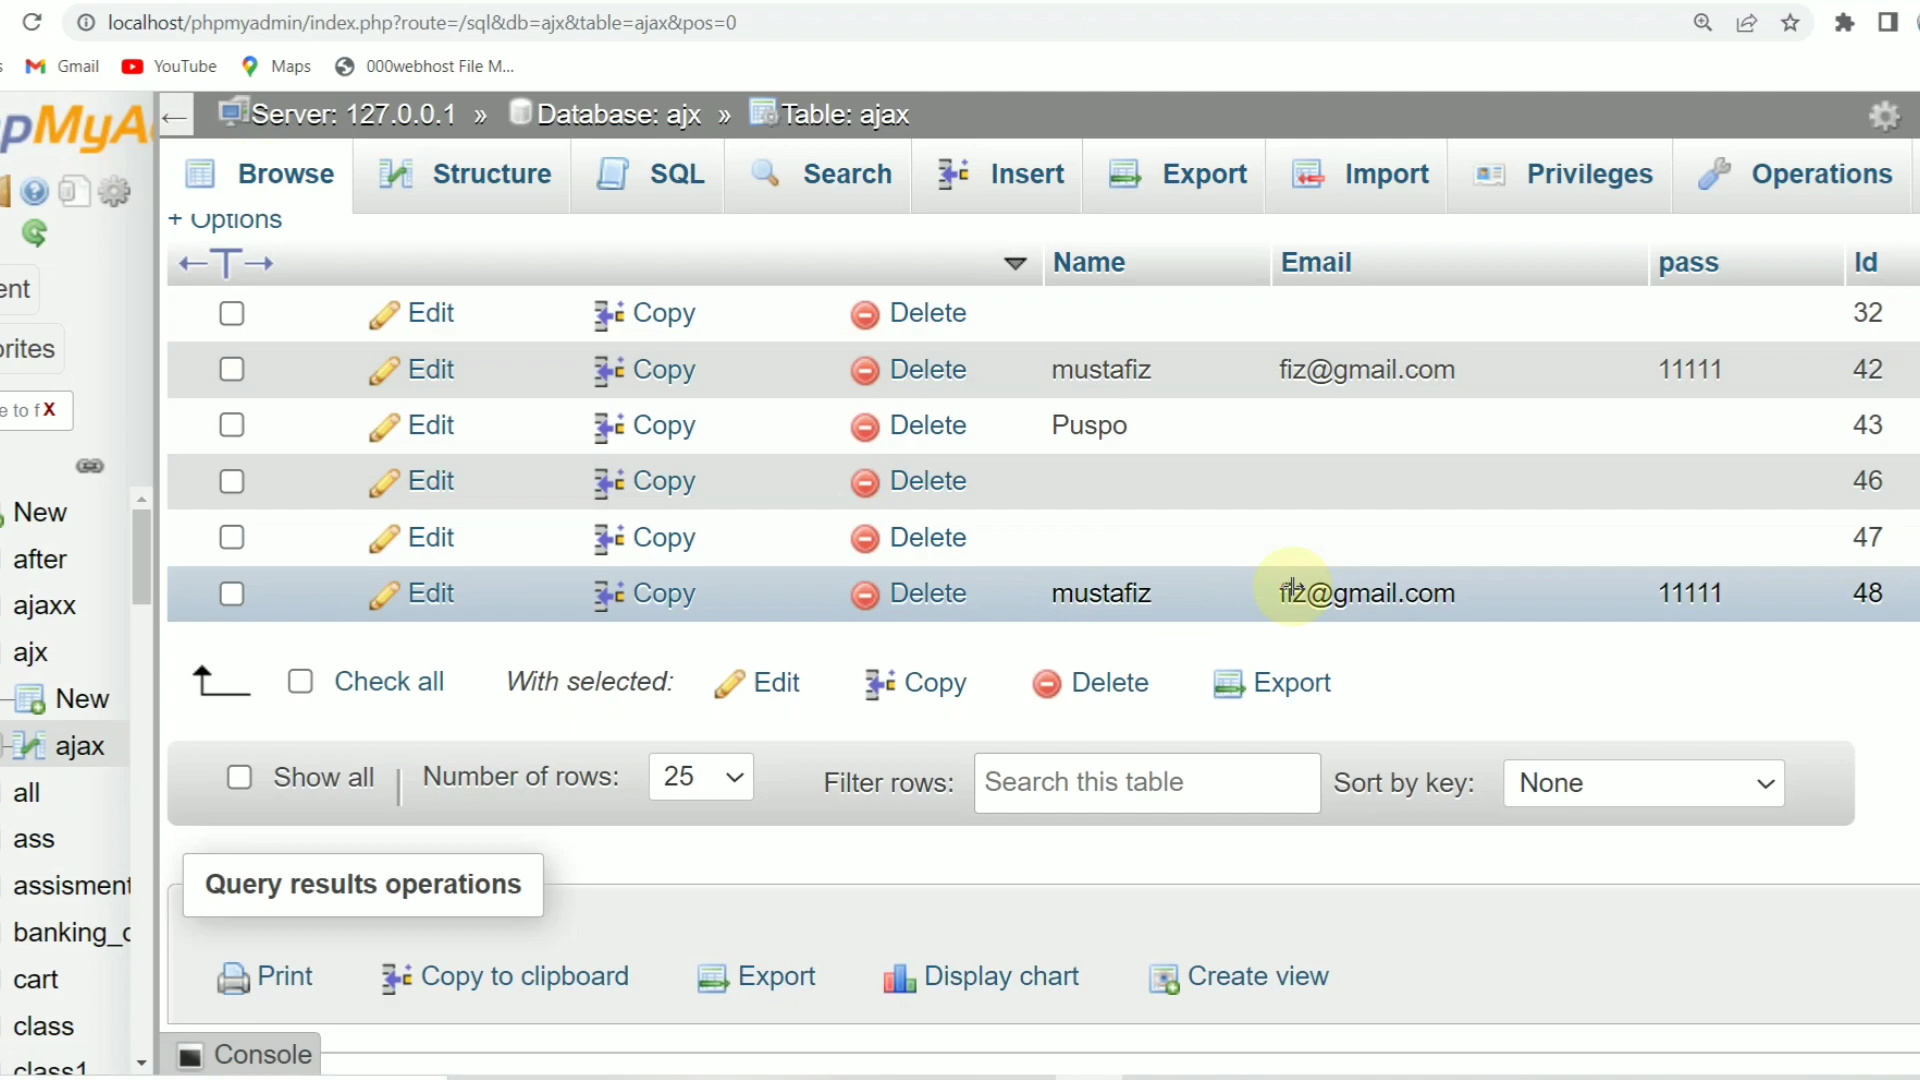 localhost/phpmyadmin/index.php?route=/sql&db=ajx&table=ajax&pos=0
s Gmail YouTube Maps 000webhost File M...
pMyA Server: 127.0.0.1 » Database: ajx » Table: ajax
Browse Structure SQL Search Insert Export Import Privileges Operations
+ Options
←T→ Name Email pass Id
ent
Edit Copy Delete 32
orites
Edit Copy Delete mustafiz fiz@gmail.com 11111 42
e to f X
Edit Copy Delete Puspo 43
Edit Copy Delete 46
New
Edit Copy Delete 47
after
Edit Copy Delete mustafiz fiz@gmail.com 11111 48
ajaxx
ajx
Check all With selected: Edit Copy Delete Export
New
ajax
Show all Number of rows: 25 Filter rows: Search this table Sort by key: None
all
ass
Query results operations
assisment
banking_c
cart
Print Copy to clipboard Export Display chart Create view
class
Console
class1